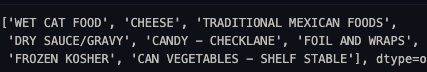 ['WET CAT FOOD', 'CHEESE', 'TRADITIONAL MEXICAN FOODS',
'DRY SAUCE/GRAVY', 'CANDY - CHECKLANE', 'FOIL AND WRAPS',
'FROZEN KOSHER', 'CAN VEGETABLES - SHELF STABLE'], dtype=o